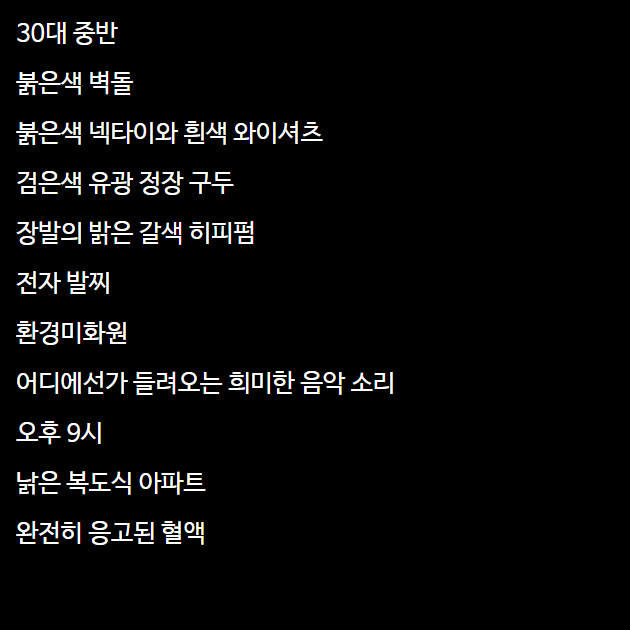 30대 중반
붉은색 벽돌
붉은색 넥타이와 흰색 와이셔츠
검은색 유광 정장 구두
장발의 밝은 갈색 히피펌
전자 발찌
환경미화원
어디에선가 들려오는 희미한 음악 소리
오후 9시
낡은 복도식 아파트
완전히 응고된 혈액